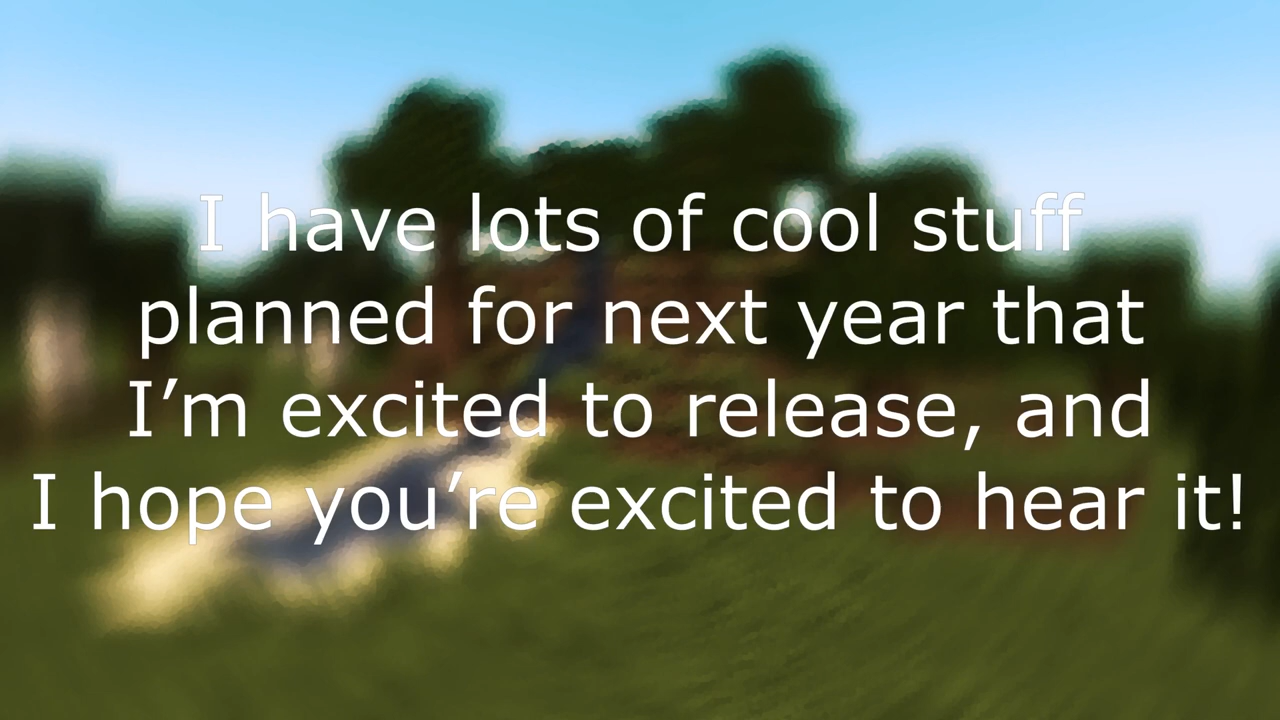 I have lots of cool stuff
planned for next year that
I’m excited to release, and
I hope you’re excited to hear it!